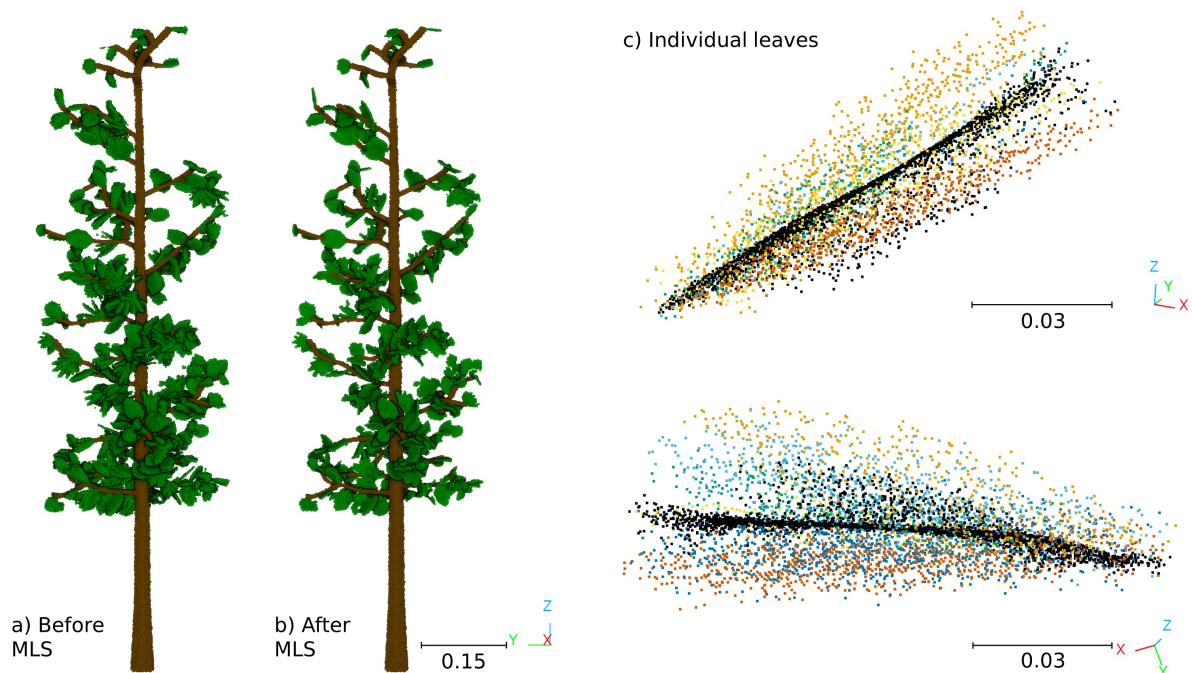 a) Before
MLS
b) After
MLS
0.15
Z
Y
X
c) Individual leaves
Z
Y
X
0.03
0.03
Z
X
Y